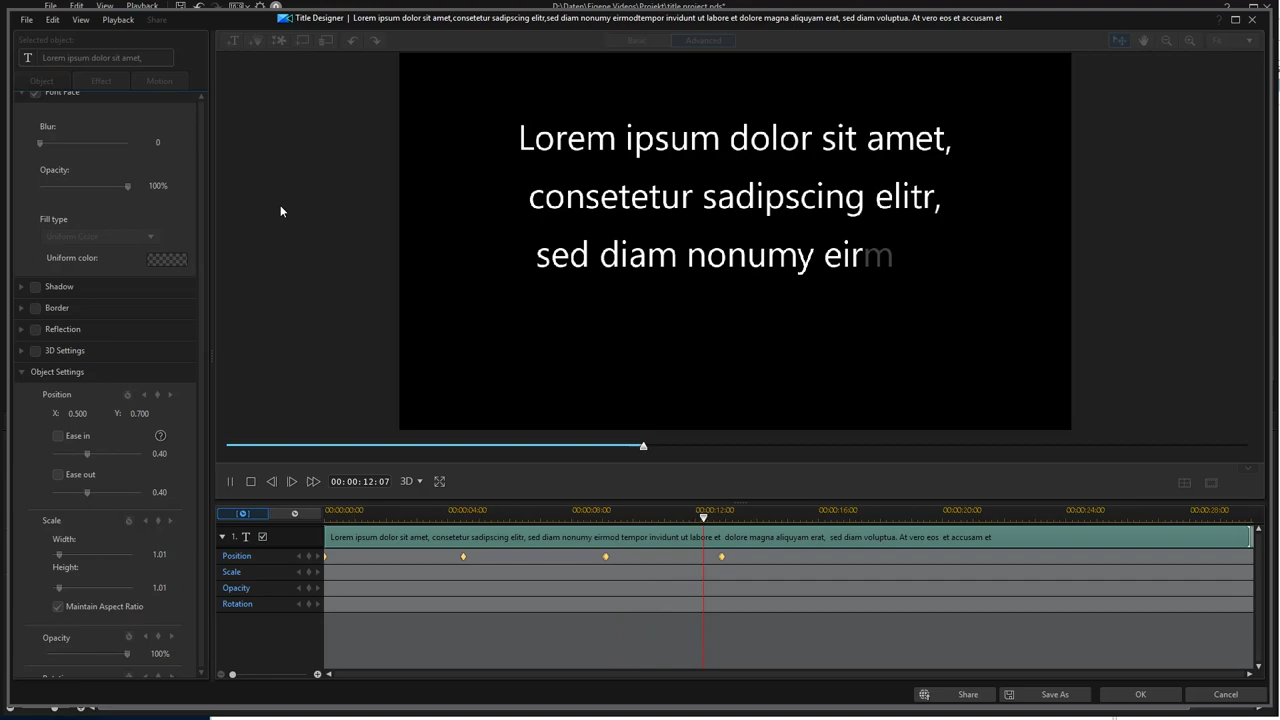 File Edit View Playback D:\Daten\Eigene Videos\Projekt\title project.pds*
Title Designer | Lorem ipsum dolor sit amet,consetetur sadipscing elitr,sed diam nonumy eirmodtempor invidunt ut labore et dolore magna aliquyam erat, sed diam voluptua. At vero eos et accusam et
File Edit View Playback Share
Selected object:
T Lorem ipsum dolor sit amet,
Object Effect Motion
Basic Advanced
Fit
Font Face
Blur:
0
Opacity:
100%
Fill type
Uniform Color
Uniform color:
Shadow
Border
Reflection
3D Settings
Object Settings
Position
X: 0.500 Y: 0.700
Ease in
0.40
Ease out
0.40
Scale
Width:
1.01
Height:
1.01
Maintain Aspect Ratio
Opacity
100%
Lorem ipsum dolor sit amet,
consetetur sadipscing elitr,
sed diam nonumy eirm
00:00:12:07 3D
00:00:00:00 00:00:04:00 00:00:08:00 00:00:12:00 00:00:16:00 00:00:20:00 00:00:24:00 00:00:28:00
1. T Lorem ipsum dolor sit amet, consetetur sadipscing elitr,sed diam nonumy eirmod tempor invidunt ut labore et dolore magna aliquyam erat, sed diam voluptua. At vero eos et accusam et
Position
Scale
Opacity
Rotation
Share Save As OK Cancel